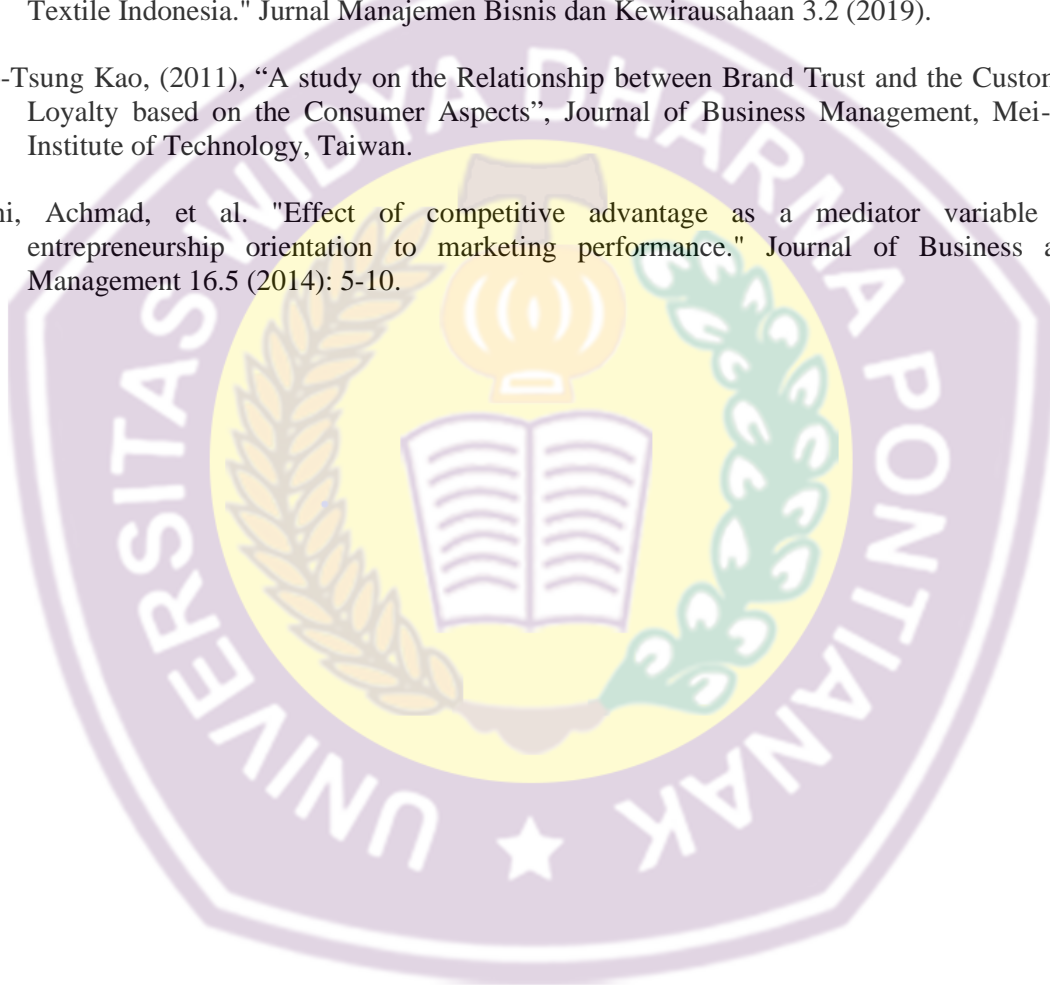 Textile Indonesia." Jurnal Manajemen Bisnis dan Kewirausahaan 3.2 (2019).
-Tsung Kao, (2011), “A study on the Relationship between Brand Trust and the Custom
Loyalty based on the Consumer Aspects”, Journal of Business Management, Mei-
Institute of Technology, Taiwan.
ni, Achmad, et al. "Effect of competitive advantage as a mediator variable
entrepreneurship orientation to marketing performance." Journal of Business a
Management 16.5 (2014): 5-10.
UNIVERSITAS WIDYA DHARMA PONTIANAK